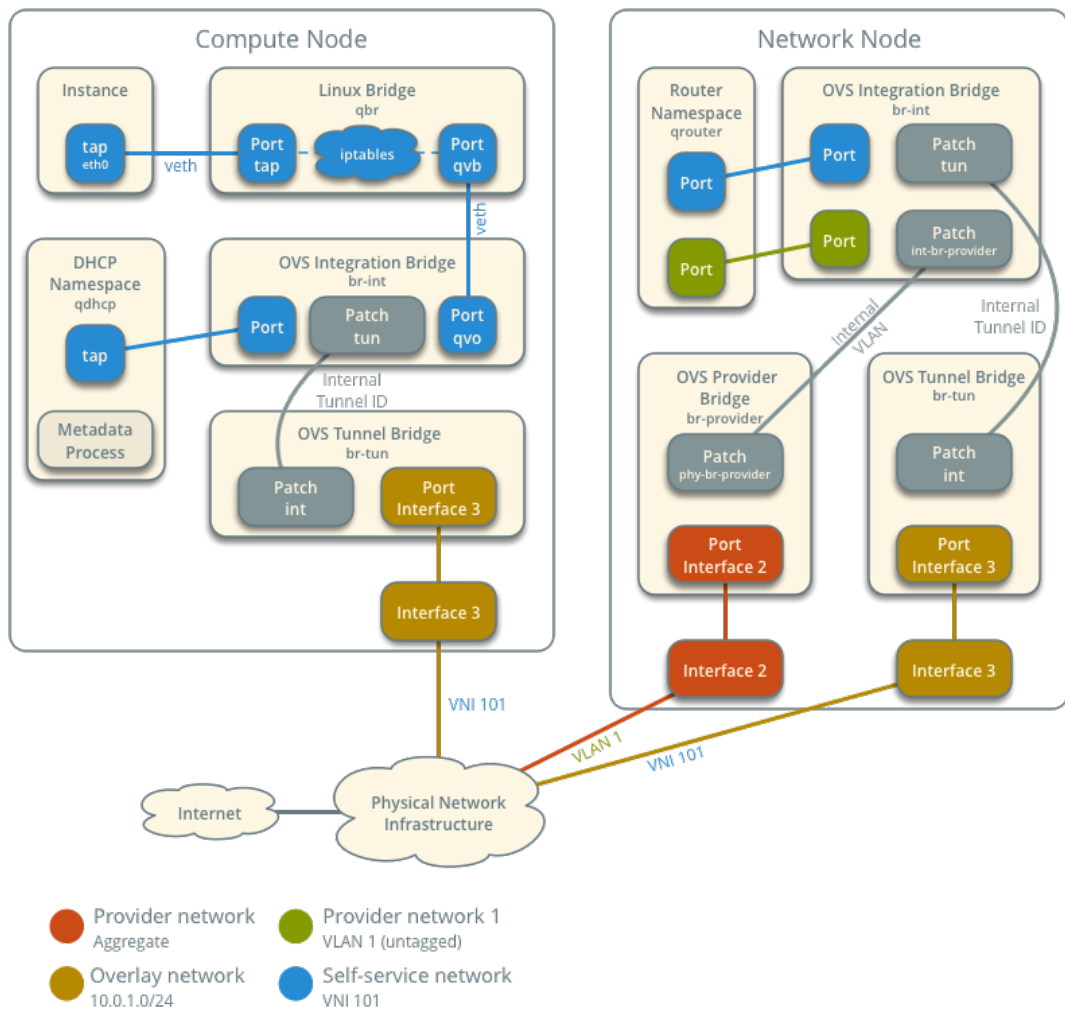 Compute Node
Instance
tap
eth0
veth
Linux Bridge
qbr
Port
tap
iptables
Port
qvb
veth
DHCP
Namespace
qdhcp
tap
Metadata
Process
OVS Integration Bridge
br-int
Port
Patch
tun
Port
qvo
Internal
Tunnel ID
OVS Tunnel Bridge
br-tun
Patch
int
Port
Interface 3
Interface 3
VNI 101
Network Node
Router
Namespace
qrouter
Port
Port
OVS Integration Bridge
br-int
Port
Patch
tun
Port
Patch
int-br-provider
Internal
VLAN
Internal
Tunnel ID
OVS Provider
Bridge
br-provider
Patch
phy-br-provider
Port
Interface 2
Interface 2
OVS Tunnel Bridge
br-tun
Patch
int
Port
Interface 3
Interface 3
VLAN 1
VNI 101
Internet
Physical Network
Infrastructure
Provider network
Aggregate
Provider network 1
VLAN 1 (untagged)
Overlay network
10.0.1.0/24
Self-service network
VNI 101